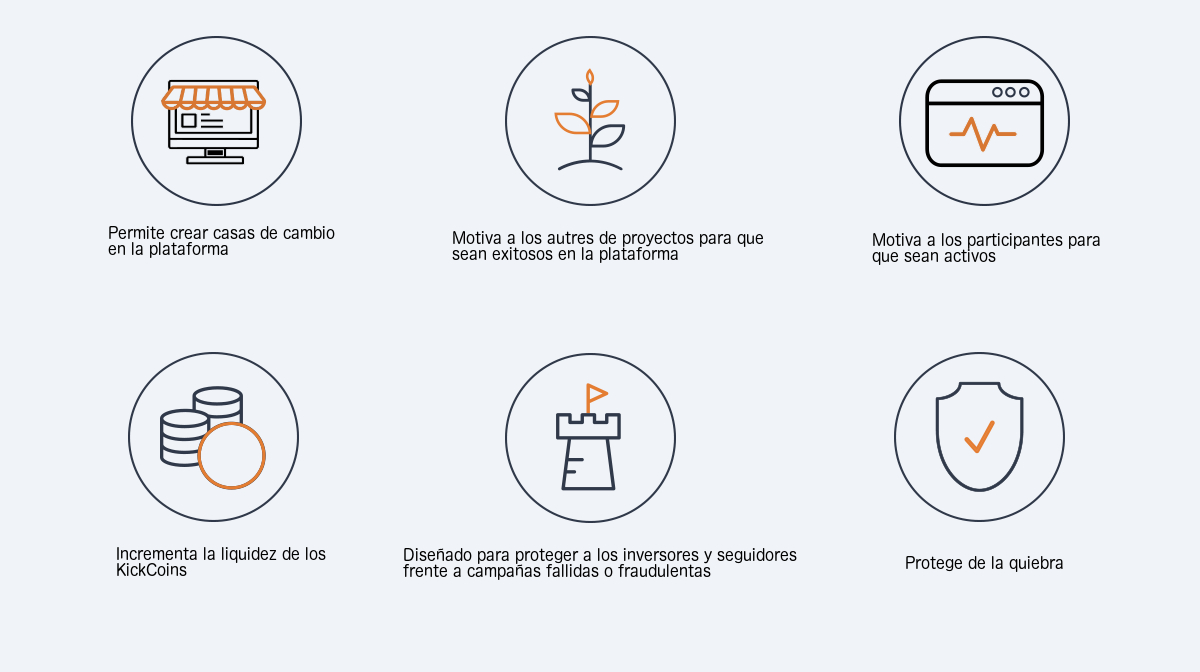 Permite crear casas de cambio
en la plataforma
Motiva a los autres de proyectos para que
sean exitosos en la plataforma
Motiva a los participantes para
que sean activos
Incrementa la liquidez de los
KickCoins
Diseñado para proteger a los inversores y seguidores
frente a campañas fallidas o fraudulentas
Protege de la quiebra